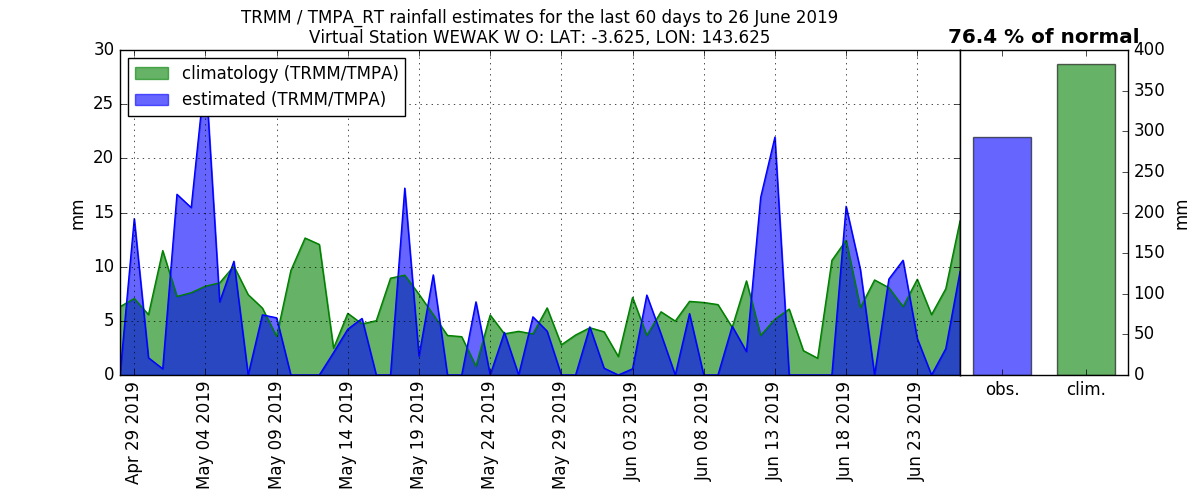 TRMM / TMPA_RT rainfall estimates for the last 60 days to 26 June 2019
Virtual Station WEWAK W O: LAT: -3.625, LON: 143.625
76.4 % of normal
climatology (TRMM/TMPA)
estimated (TRMM/TMPA)
mm
30
25
20
15
10
5
0
Apr 29 2019
May 04 2019
May 09 2019
May 14 2019
May 19 2019
May 24 2019
May 29 2019
Jun 03 2019
Jun 08 2019
Jun 13 2019
Jun 18 2019
Jun 23 2019
obs.
clim.
400
350
300
250
200
150
100
50
0
mm